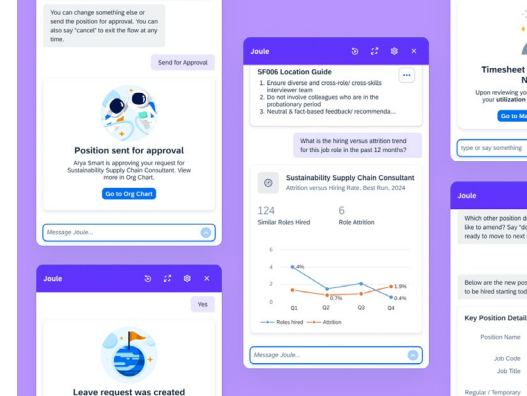 You can change something else or
send the position for approval. You can
also say "cancel" to exit the flow at any
time.
Send for Approval
Position sent for approval
Arya Smart is approving your request for
Sustainability Supply Chain Consultant. View
more in Org Chart.
Go to Org Chart
Message Joule...
Joule
Yes
Leave request was created
Joule
SF006 Location Guide
1. Ensure diverse and cross-role/ cross-skills
interviewer team
2. Do not involve colleagues who are in the
probationary period
3. Neutral & fact-based feedback/ recommenda...
What is the hiring versus attrition trend
for this job role in the past 12 months?
Sustainability Supply Chain Consultant
Attrition versus Hiring Rate, Best Run, 2024
124
Similar Roles Hired
6
Role Attrition
6
4
2
0
4%
0.7%
1.9%
0.4%
Q1
Q2
Q3
Q4
Roles hired
Attrition
Message Joule...
Timesheet
Upon reviewing you
your utilization
Go to Ma
type or say something
Joule
Which other position de
like to amend? Say "do
ready to move to next
Below are the new pos
to be hired starting tod
Key Position Detail
Position Name
Job Code
Job Title
Regular / Temporary